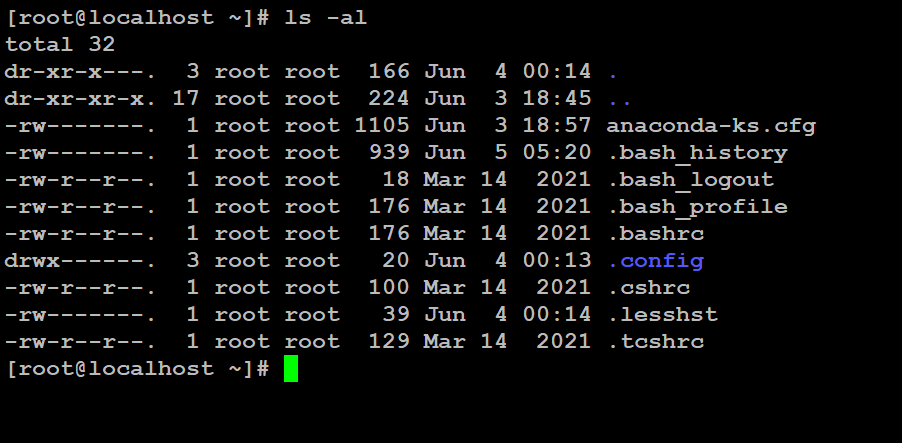 [root@localhost ~]# ls -al
total 32
dr-xr-x---.  3 root root  166 Jun  4 00:14 .
dr-xr-xr-x. 17 root root  224 Jun  3 18:45 ..
-rw-------.  1 root root 1105 Jun  3 18:57 anaconda-ks.cfg
-rw-------.  1 root root  939 Jun  5 05:20 .bash_history
-rw-r--r--.  1 root root   18 Mar 14  2021 .bash_logout
-rw-r--r--.  1 root root  176 Mar 14  2021 .bash_profile
-rw-r--r--.  1 root root  176 Mar 14  2021 .bashrc
drwx------.  3 root root   20 Jun  4 00:13 .config
-rw-r--r--.  1 root root  100 Mar 14  2021 .cshrc
-rw-------.  1 root root   39 Jun  4 00:14 .lesshst
-rw-r--r--.  1 root root  129 Mar 14  2021 .tcshrc
[root@localhost ~]#